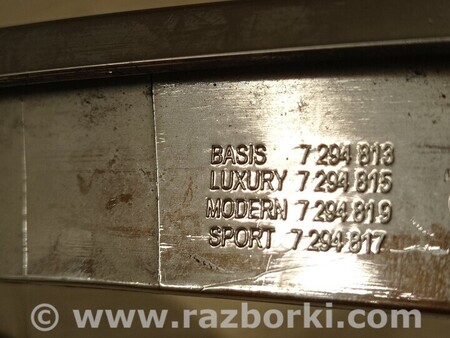 BASIS 7 294 813
LUXURY 7 294 815
MODERN 7 294 819
SPORT 7 294 817
© www.razborki.com